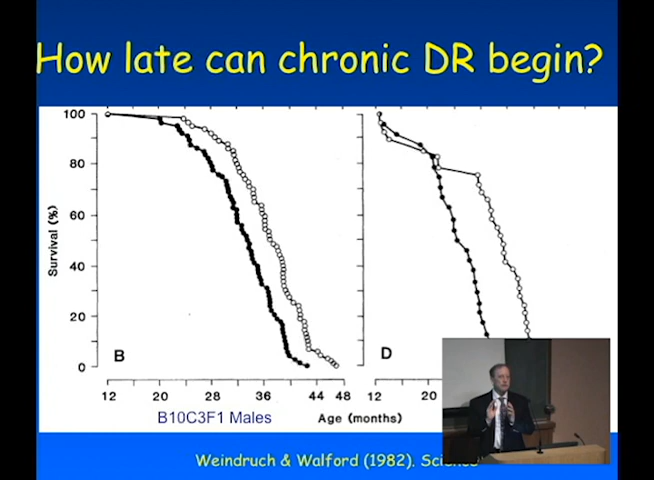 How late can chronic DR begin?
100
80
60
40
20
0
Survival (%)
B
D
12 20 28 36 44 48
12 20
B10C3F1 Males
Age (months)
Weindruch & Walford (1982).